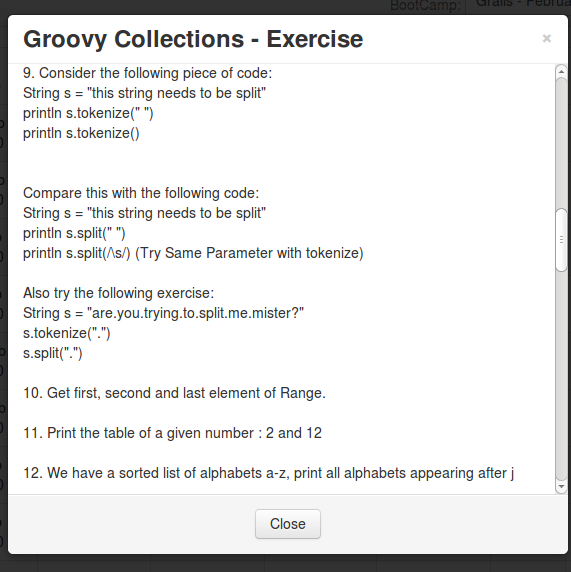 BootCamp:
Grails - Februa
Groovy Collections - Exercise
×
9. Consider the following piece of code:
String s = "this string needs to be split"
println s.tokenize(" ")
println s.tokenize()
Compare this with the following code:
String s = "this string needs to be split"
println s.split(" ")
println s.split(/\s/) (Try Same Parameter with tokenize)
Also try the following exercise:
String s = "are.you.trying.to.split.me.mister?"
s.tokenize(".")
s.split(".")
10. Get first, second and last element of Range.
11. Print the table of a given number : 2 and 12
12. We have a sorted list of alphabets a-z, print all alphabets appearing after j
Close